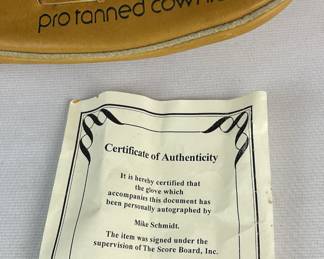 pro tanned cowhide
Certificate of Authenticity
It is hereby certified that
the glove which
accompanies this document has
been personally autographed by
Mike Schmidt.
The item was signed under the
supervision of The Score Board, Inc.